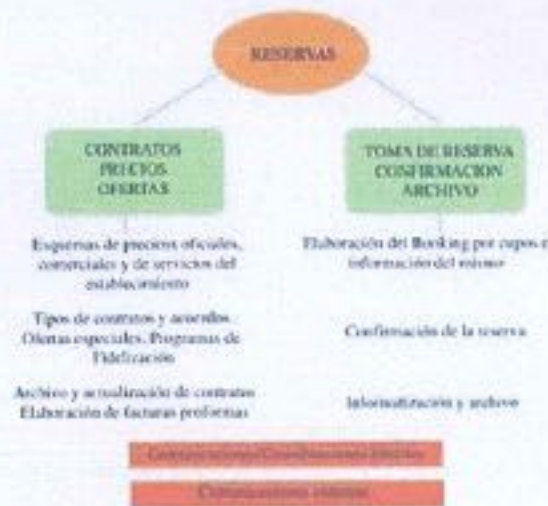 RESERVAS
CONTRATOS
PRECIOS
OFERTAS
TOMA DE RESERVA
CONFIRMACION
ARCHIVO
Esquemas de precios oficiales,
comerciales y de servicios del
establecimiento
Tipos de contratos y acuerdos
Ofertas especiales. Programas de
Fidelización
Archivo y actualización de contratos
Elaboración de facturas proformas
Elaboración del Booking por cupos e
información del mismo
Confirmación de la reserva
Informatización y archivo